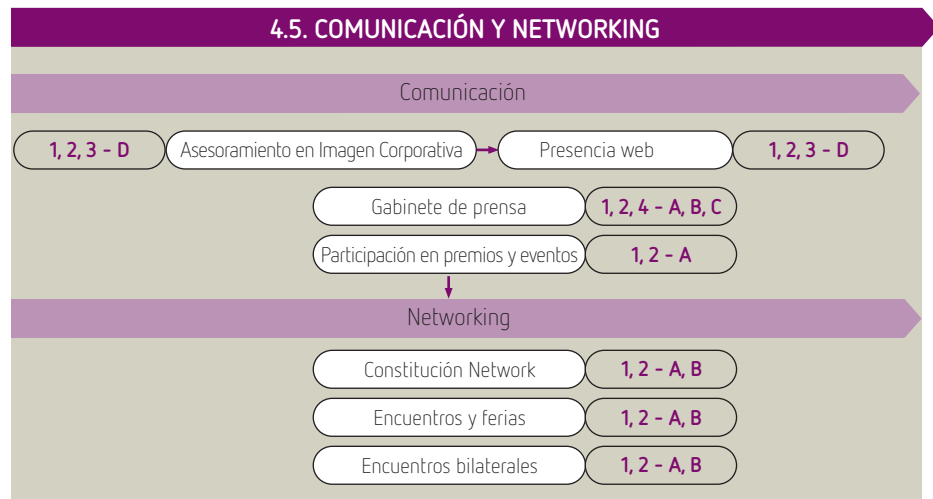 4.5. COMUNICACIÓN Y NETWORKING
Comunicación
1, 2, 3 - D Asesoramiento en Imagen Corporativa Presencia web 1, 2, 3 - D
Gabinete de prensa 1, 2, 4 - A, B, C
Participación en premios y eventos 1, 2 - A
Networking
Constitución Network 1, 2 - A, B
Encuentros y ferias 1, 2 - A, B
Encuentros bilaterales 1, 2 - A, B